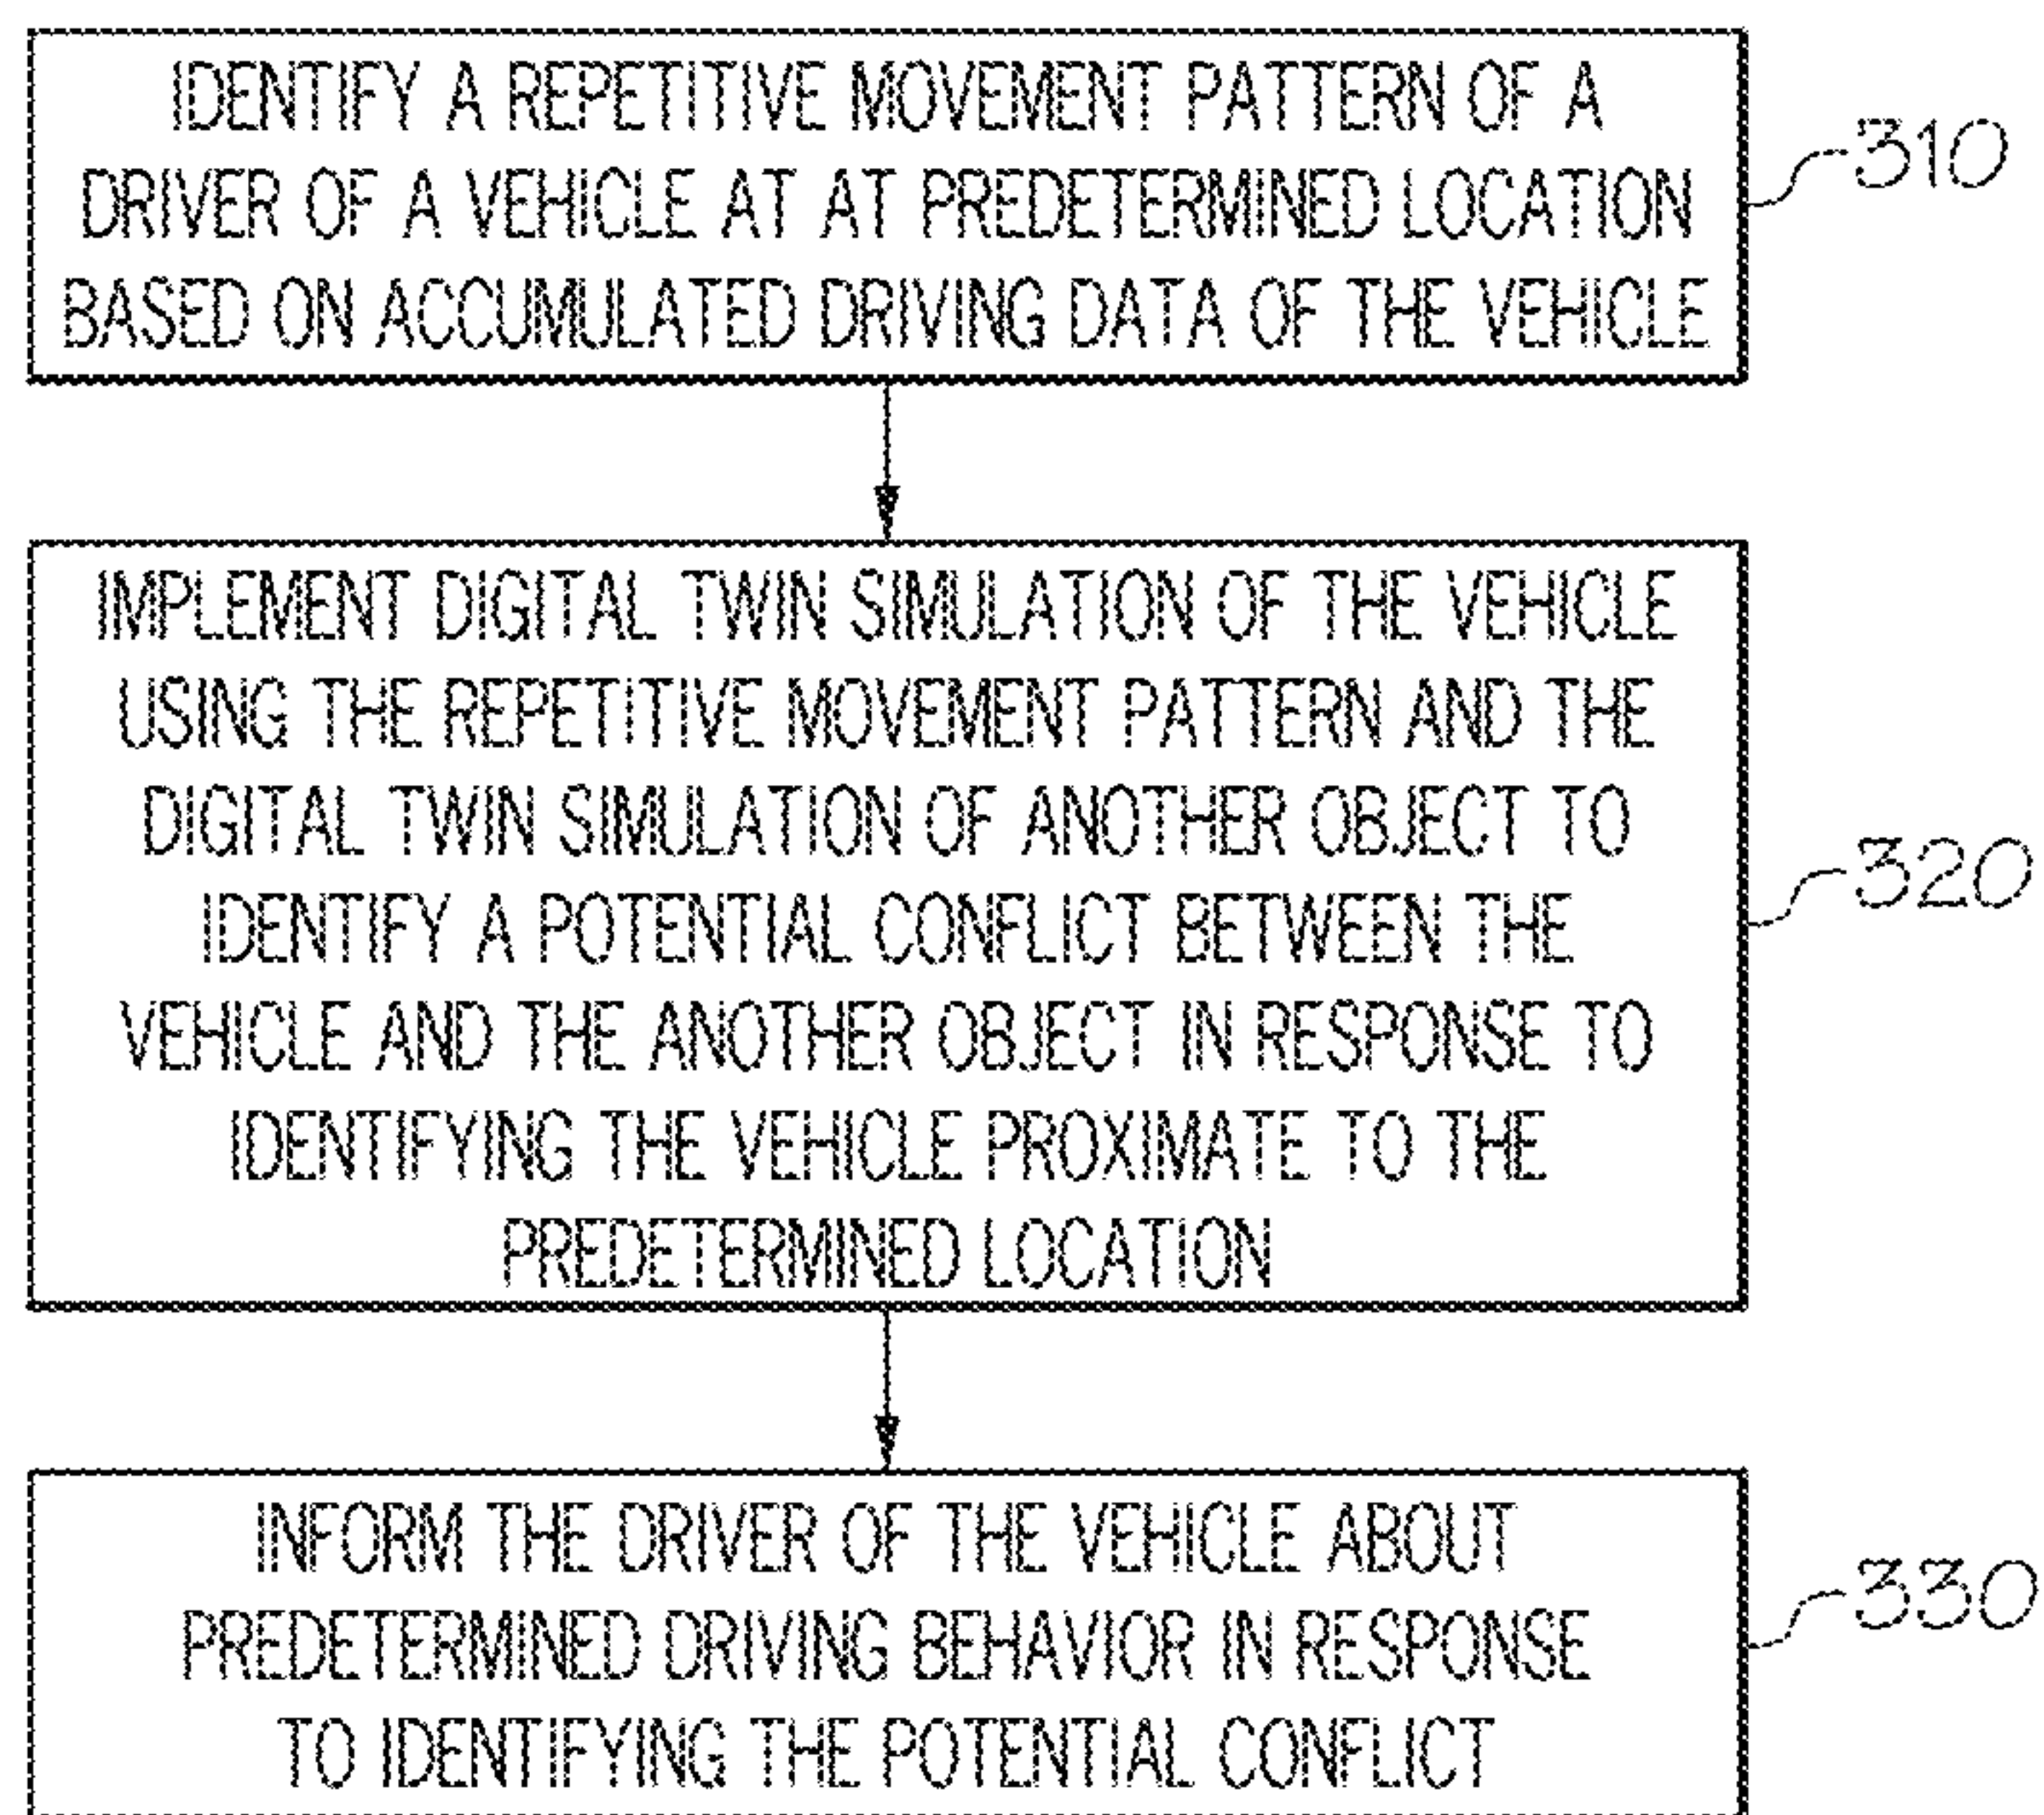 IDENTIFY A REPETITIVE MOVEMENT PATTERN OF A
DRIVER OF A VEHICLE AT AT PREDETERMINED LOCATION
BASED ON ACCUMULATED DRIVING DATA OF THE VEHICLE
310
IMPLEMENT DIGITAL TWIN SIMULATION OF THE VEHICLE
USING THE REPETITIVE MOVEMENT PATTERN AND THE
DIGITAL TWIN SIMULATION OF ANOTHER OBJECT TO
IDENTIFY A POTENTIAL CONFLICT BETWEEN THE
VEHICLE AND THE ANOTHER OBJECT IN RESPONSE TO
IDENTIFYING THE VEHICLE PROXIMATE TO THE
PREDETERMINED LOCATION
320
INFORM THE DRIVER OF THE VEHICLE ABOUT
PREDETERMINED DRIVING BEHAVIOR IN RESPONSE
TO IDENTIFYING THE POTENTIAL CONFLICT
330